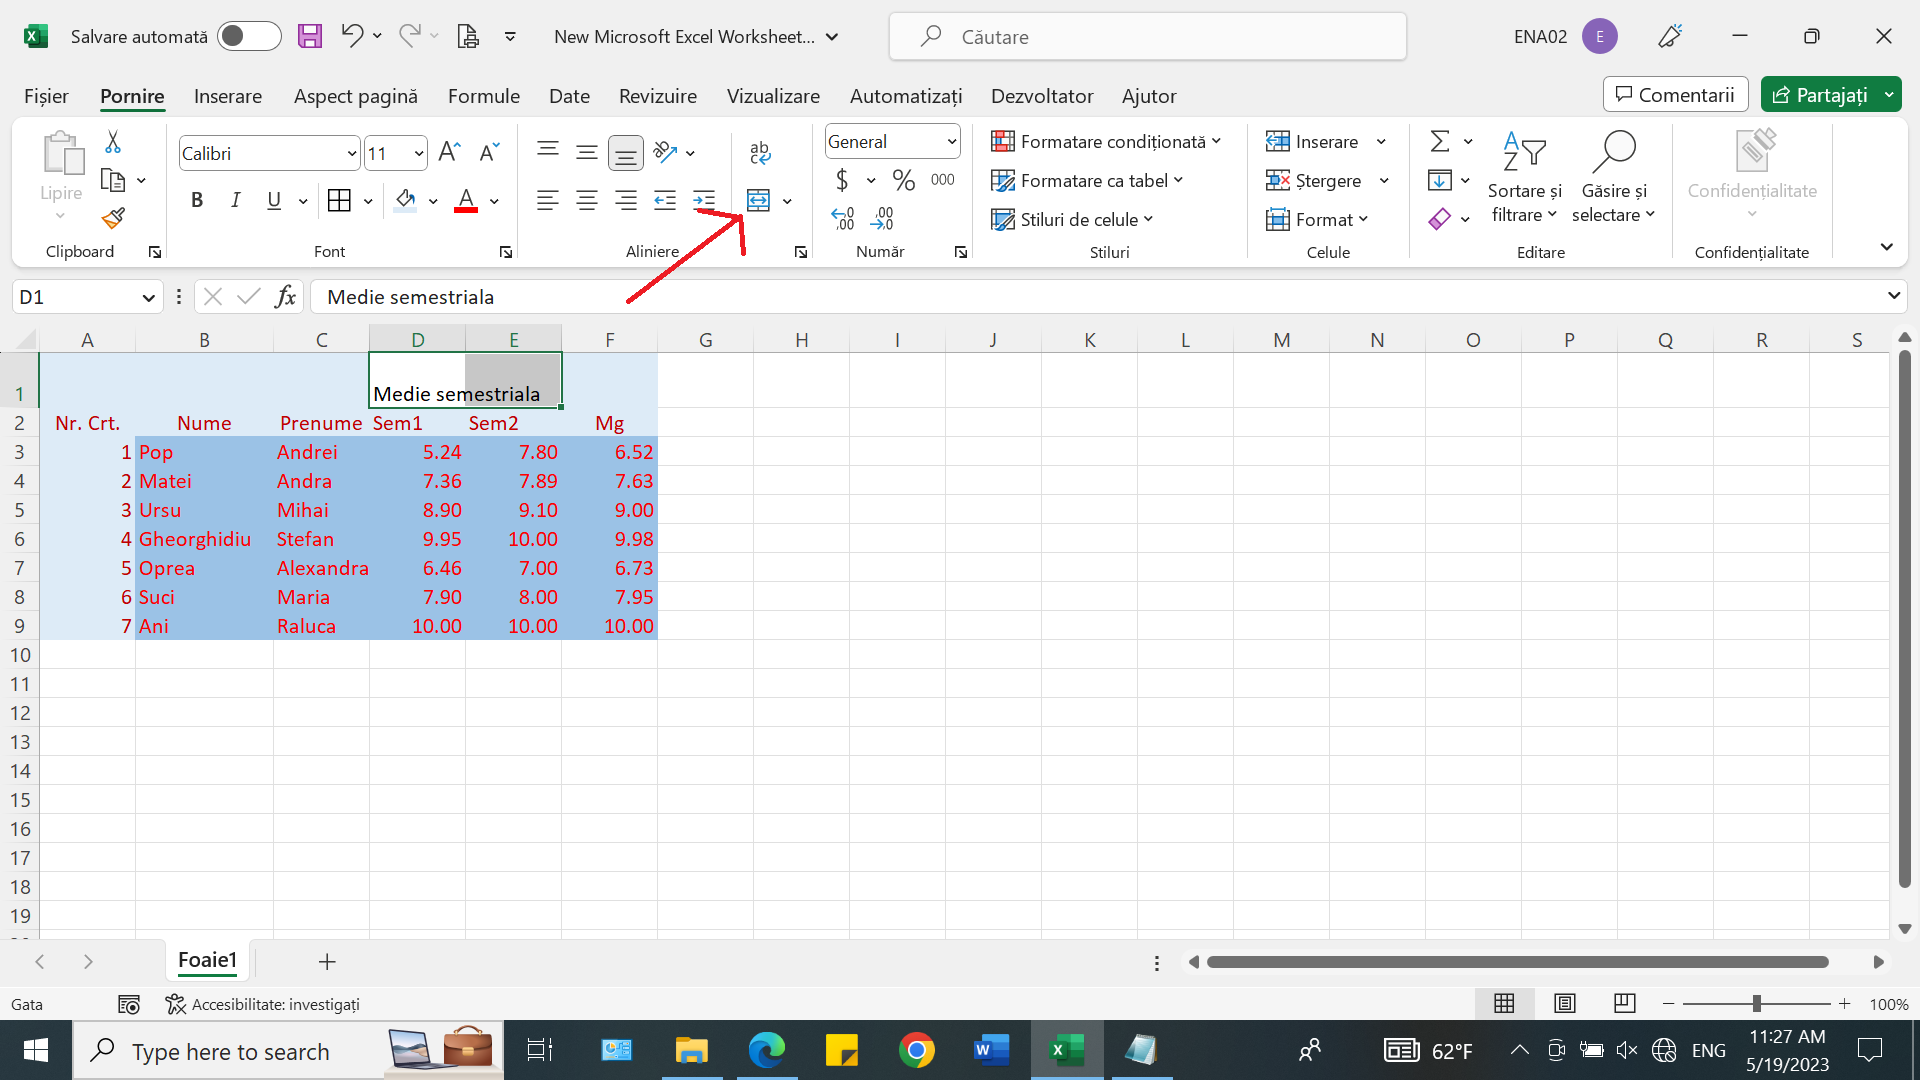 Salvare automată
New Microsoft Excel Worksheet...
Căutare
ENA02
E
Fișier Pornire Inserare Aspect pagină Formule Date Revizuire Vizualizare Automatizați Dezvoltator Ajutor
Comentarii
Partajați
Lipire
Clipboard
Calibri
11
B I U
Font
Aliniere
General
$ % 000
Număr
Formatare condiționată
Formatare ca tabel
Stiluri de celule
Stiluri
Inserare
Ștergere
Format
Celule
Sortare și
filtrare
Găsire și
selectare
Editare
Confidențialitate
Confidențialitate
D1
fx
Medie semestriala
A B C D E F G H I J K L M N O P Q R S
1 Medie semestriala
2 Nr. Crt. Nume Prenume Sem1 Sem2 Mg
3 1 Pop Andrei 5.24 7.80 6.52
4 2 Matei Andra 7.36 7.89 7.63
5 3 Ursu Mihai 8.90 9.10 9.00
6 4 Gheorghidiu Stefan 9.95 10.00 9.98
7 5 Oprea Alexandra 6.46 7.00 6.73
8 6 Suci Maria 7.90 8.00 7.95
9 7 Ani Raluca 10.00 10.00 10.00
10
11
12
13
14
15
16
17
18
19
Foaie1
Gata
Accesibilitate: investigați
100%
Type here to search
62°F
ENG
11:27 AM
5/19/2023